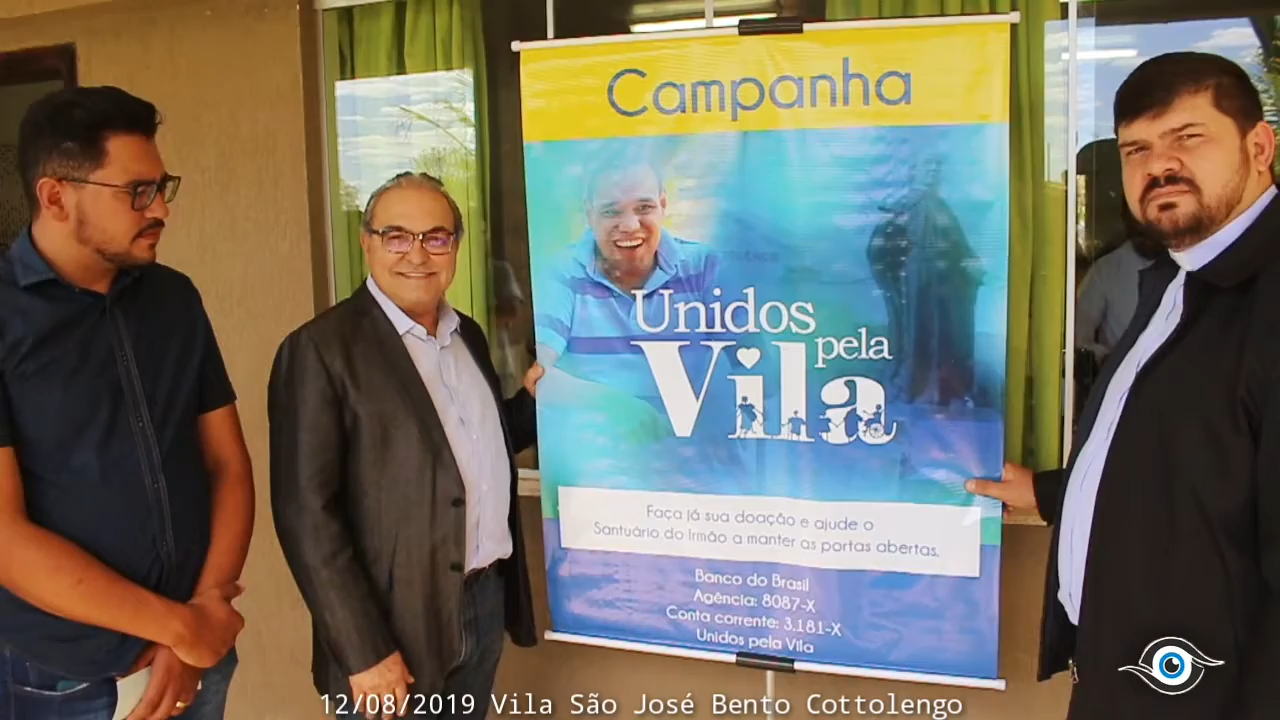 Campanha
Unidos
pela
Vila
Faça já sua doação e ajude o
Santuário do Irmão a manter as portas abertas.
Banco do Brasil
Agência: 8087-X
Conta corrente: 3.181-X
Unidos pela Vila
12/08/2019 Vila São José Bento Cottolengo